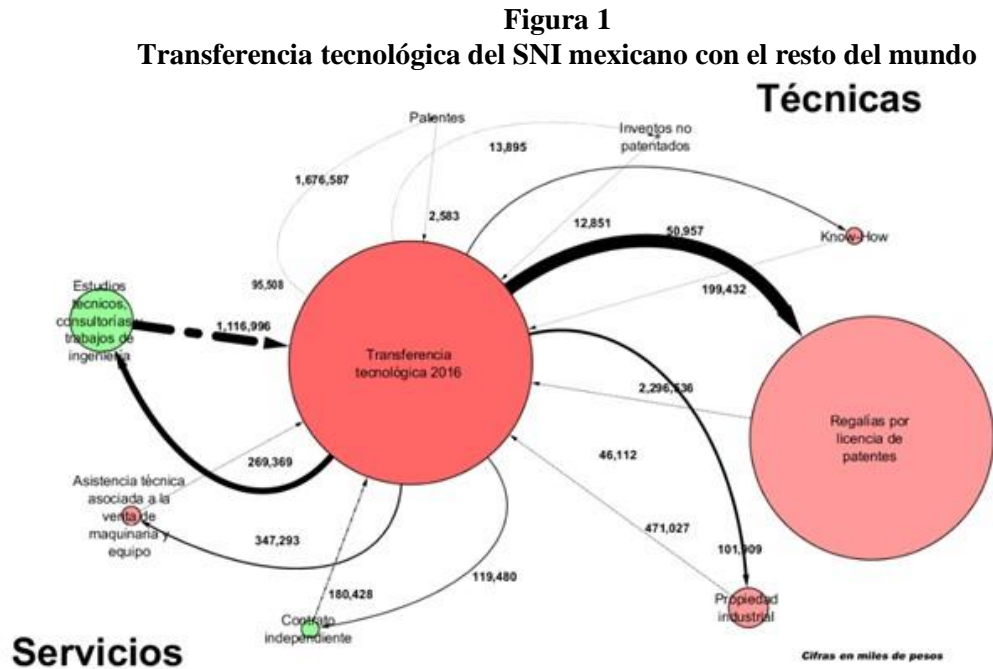 Figura 1
Transferencia tecnológica del SNI mexicano con el resto del mundo
Técnicas
Patentes
Inventos no
patentados
13,895
1,676,587
2,583
12,851
50,957
Know-How
199,432
95,508
Estudios
técnicos,
consultorías y
trabajos de
ingeniería
1,116,996
Transferencia
tecnológica 2016
2,296,636
Regalías por
licencia de
patentes
46,112
269,369
Asistencia técnica
asociada a la
venta de
maquinaria y
equipo
347,293
471,027
101,909
119,480
180,428
Contrato
independiente
Propiedad
industrial
Servicios
Cifras en miles de pesos